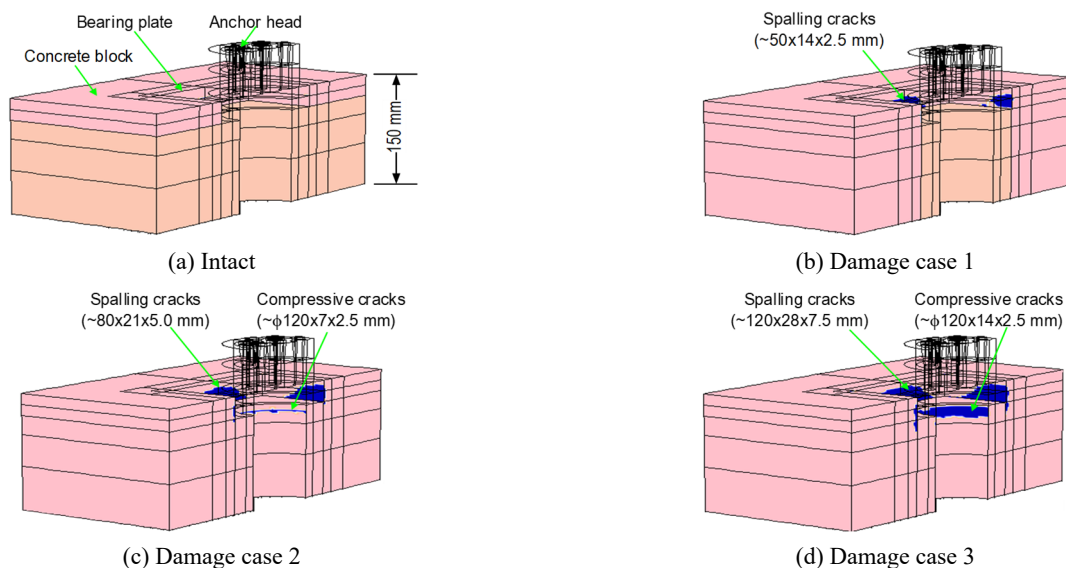 Bearing plate
Anchor head
Concrete block
150 mm
(a) Intact
Spalling cracks
(~50x14x2.5 mm)
(b) Damage case 1
Spalling cracks
(~80x21x5.0 mm)
Compressive cracks
(~ϕ120x7x2.5 mm)
(c) Damage case 2
Spalling cracks
(~120x28x7.5 mm)
Compressive cracks
(~ϕ120x14x2.5 mm)
(d) Damage case 3